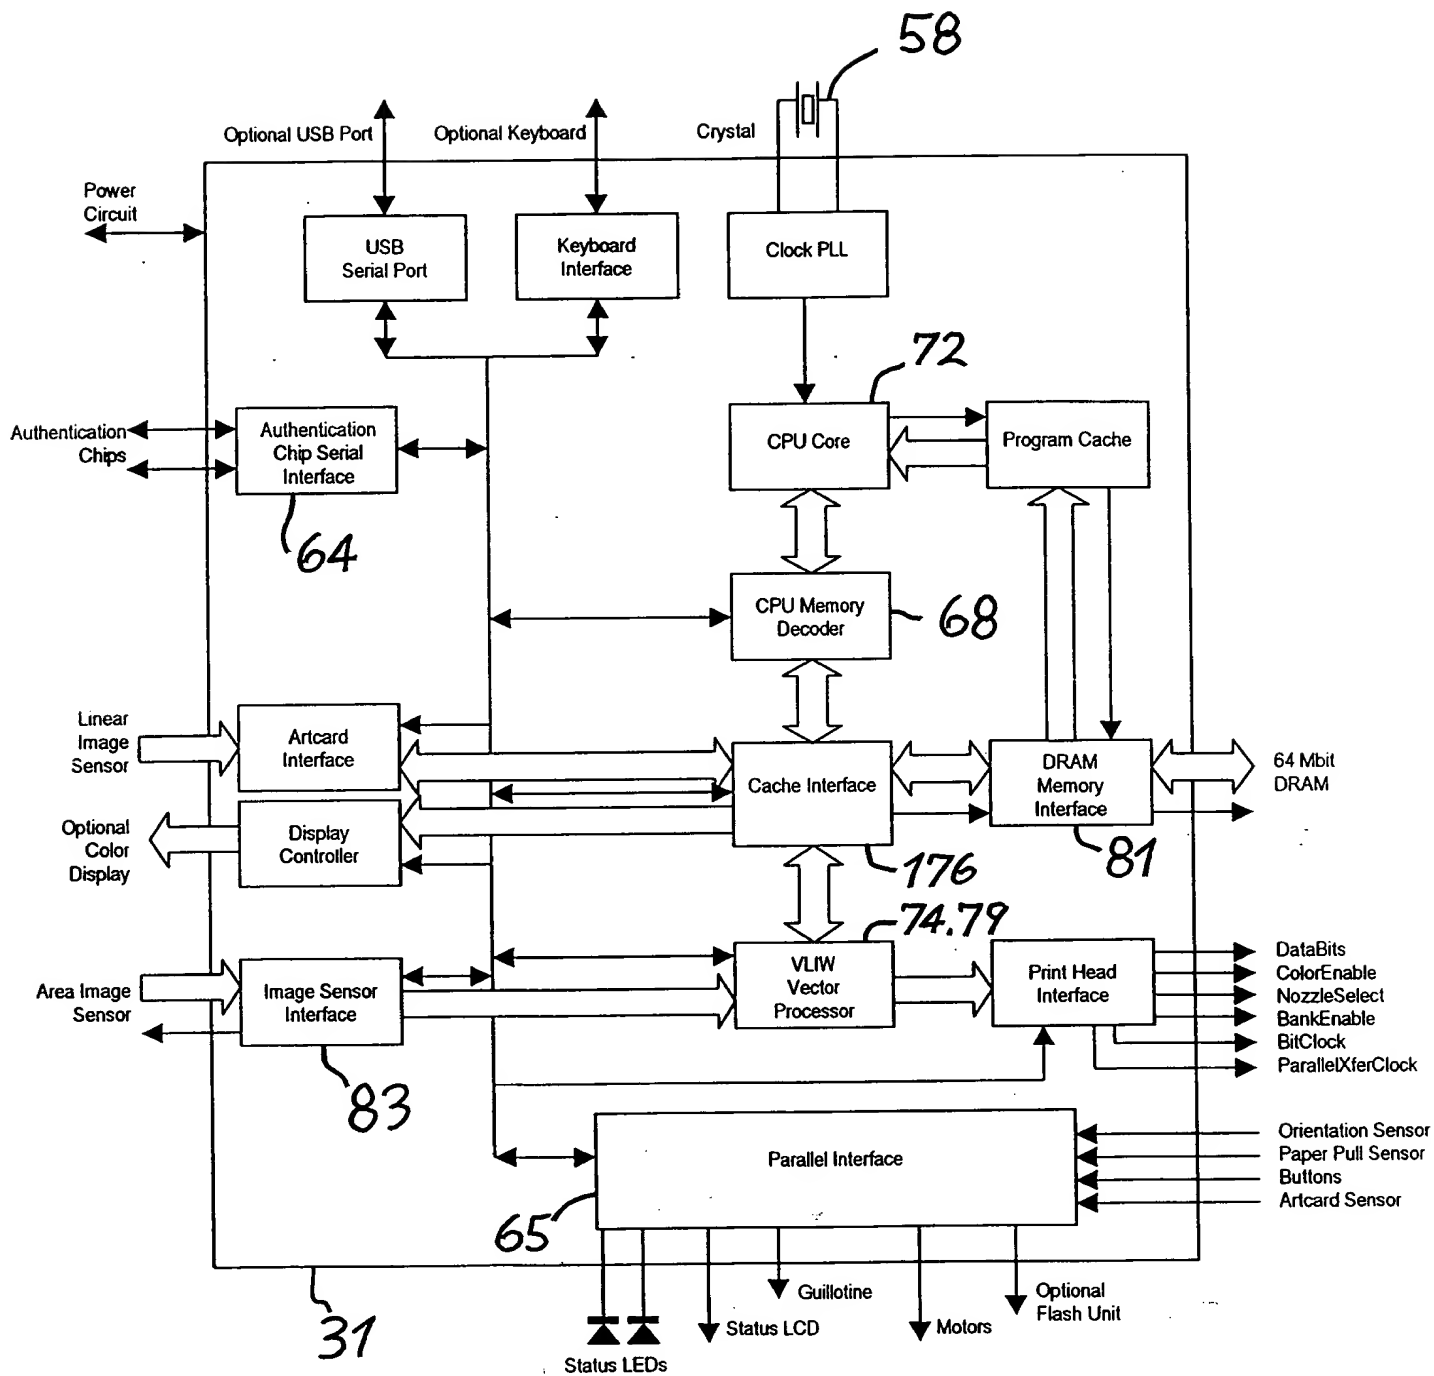 58
Optional USB Port
Optional Keyboard
Crystal
Power
Circuit
USB
Serial Port
Keyboard
Interface
Clock PLL
72
Authentication
Chips
Authentication
Chip Serial
Interface
CPU Core
Program Cache
64
CPU Memory
Decoder
68
Linear
Image
Sensor
Artcard
Interface
Cache Interface
DRAM
Memory
Interface
64 Mbit
DRAM
Optional
Color
Display
Display
Controller
176
81
74.79
Area Image
Sensor
Image Sensor
Interface
VLIW
Vector
Processor
Print Head
Interface
DataBits
ColorEnable
NozzleSelect
BankEnable
BitClock
ParallelXferClock
83
Parallel Interface
Orientation Sensor
Paper Pull Sensor
Buttons
Artcard Sensor
65
31
Status LEDs
Status LCD
Guillotine
Motors
Optional
Flash Unit